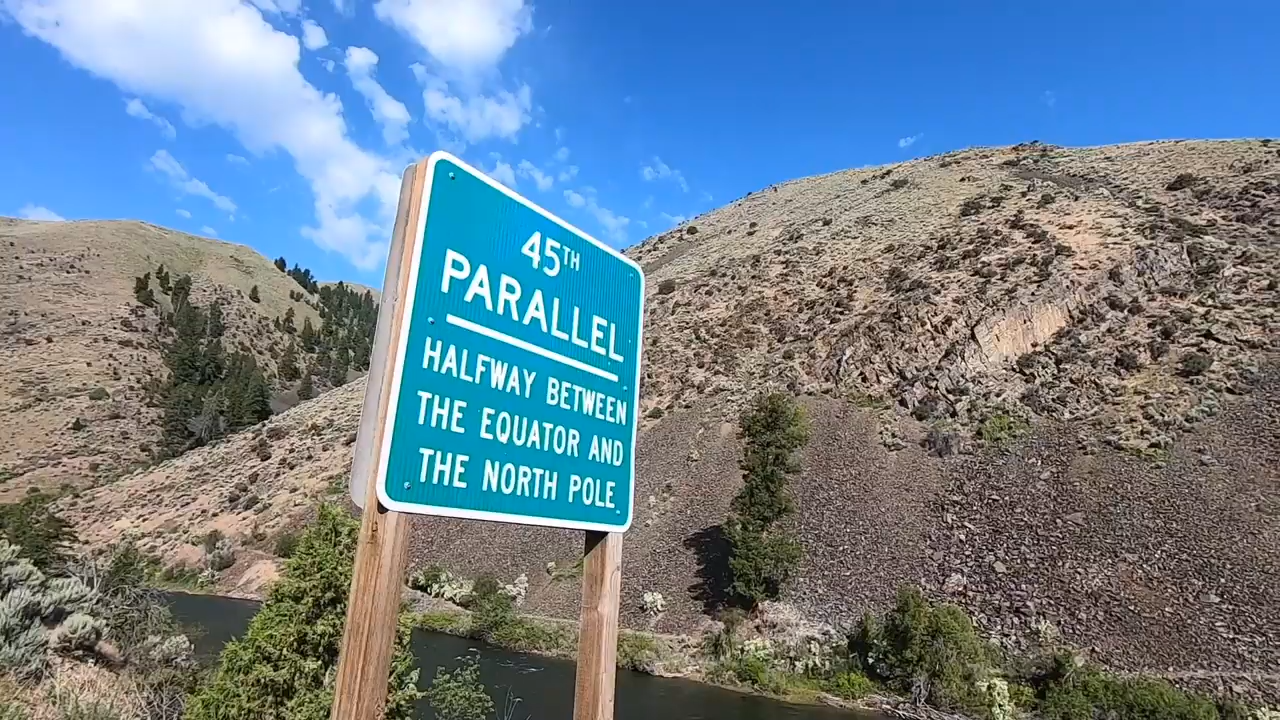 45TH
PARALLEL
HALFWAY BETWEEN
THE EQUATOR AND
THE NORTH POLE